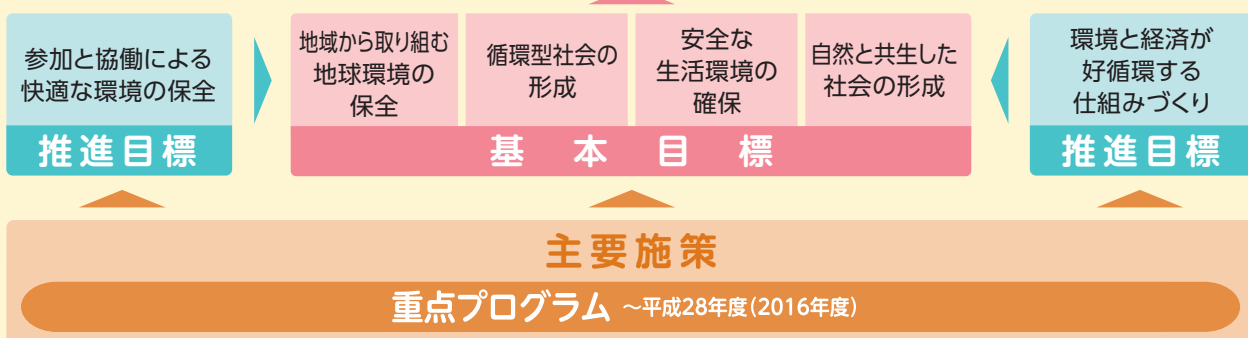 参加と協働による
快適な環境の保全
推進目標
地域から取り組む
地球環境の
保全
循環型社会の
形成
安全な
生活環境の
確保
自然と共生した
社会の形成
基本目標
環境と経済が
好循環する
仕組みづくり
推進目標
主要施策
重点プログラム ～平成28年度(2016年度)